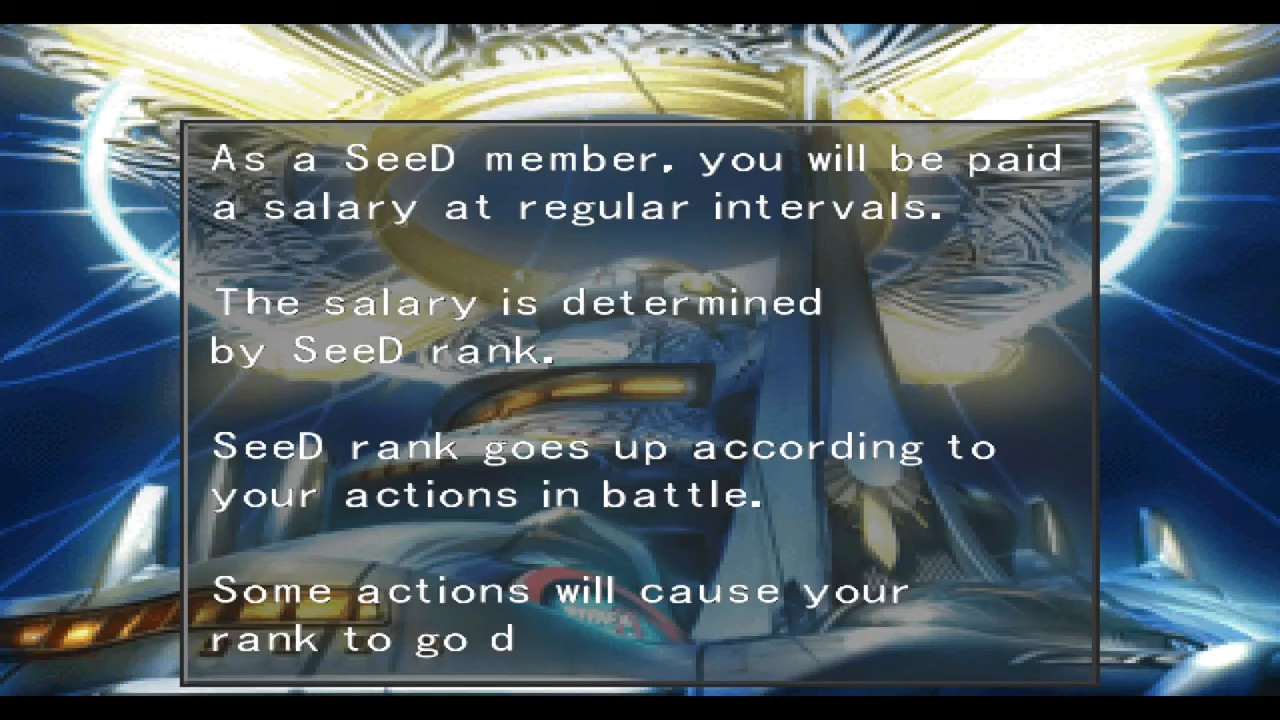 As a SeeD member, you will be paid
a salary at regular intervals.
The salary is determined
by SeeD rank.
SeeD rank goes up according to
your actions in battle.
Some actions will cause your
rank to go d